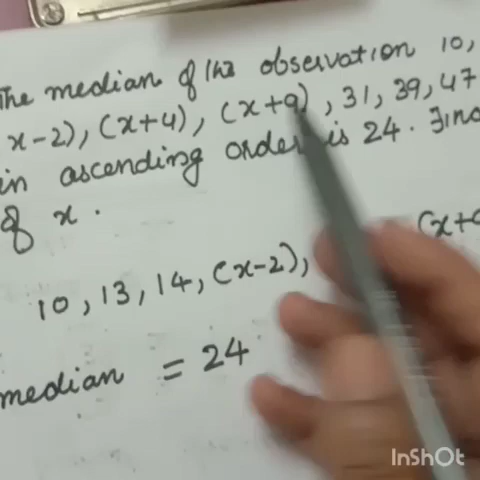 The median of the observation 10,
x-2), (x+4), (x+9), 31, 39, 47
in ascending order is 24. Find
of x.
10, 13, 14, (x-2),
(x+
median = 24
InShOt